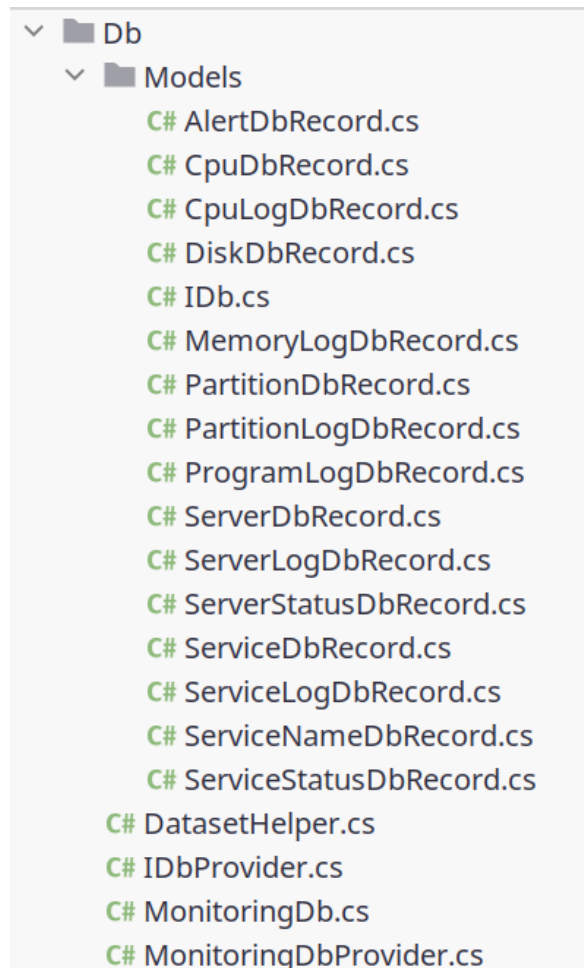 Db
Models
C# AlertDbRecord.cs
C# CpuDbRecord.cs
C# CpuLogDbRecord.cs
C# DiskDbRecord.cs
C# IDb.cs
C# MemoryLogDbRecord.cs
C# PartitionDbRecord.cs
C# PartitionLogDbRecord.cs
C# ProgramLogDbRecord.cs
C# ServerDbRecord.cs
C# ServerLogDbRecord.cs
C# ServerStatusDbRecord.cs
C# ServiceDbRecord.cs
C# ServiceLogDbRecord.cs
C# ServiceNameDbRecord.cs
C# ServiceStatusDbRecord.cs
C# DatasetHelper.cs
C# IDbProvider.cs
C# MonitoringDb.cs
C# MonitoringDbProvider.cs